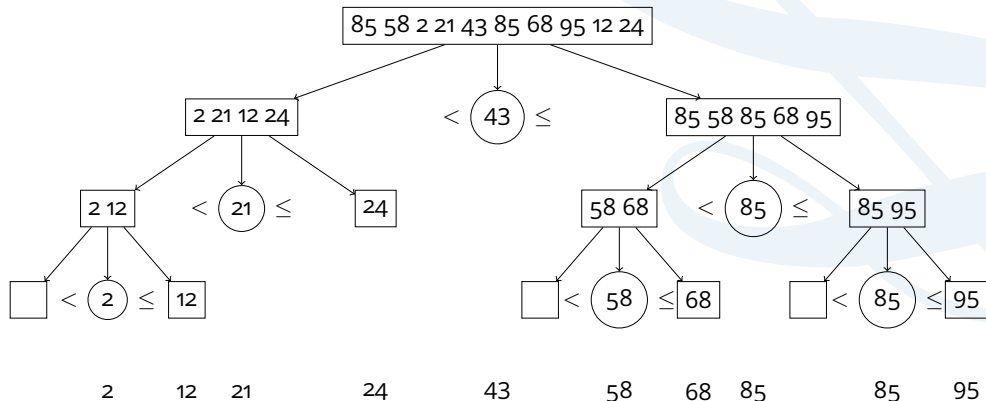 85 58 2 21 43 85 68 95 12 24
2 21 12 24 < 43 ≤ 85 58 85 68 95
2 12 < 21 ≤ 24 58 68 < 85 ≤ 85 95
< 2 ≤ 12 < 58 ≤ 68 < 85 ≤ 95
2 12 21 24 43 58 68 85 85 95